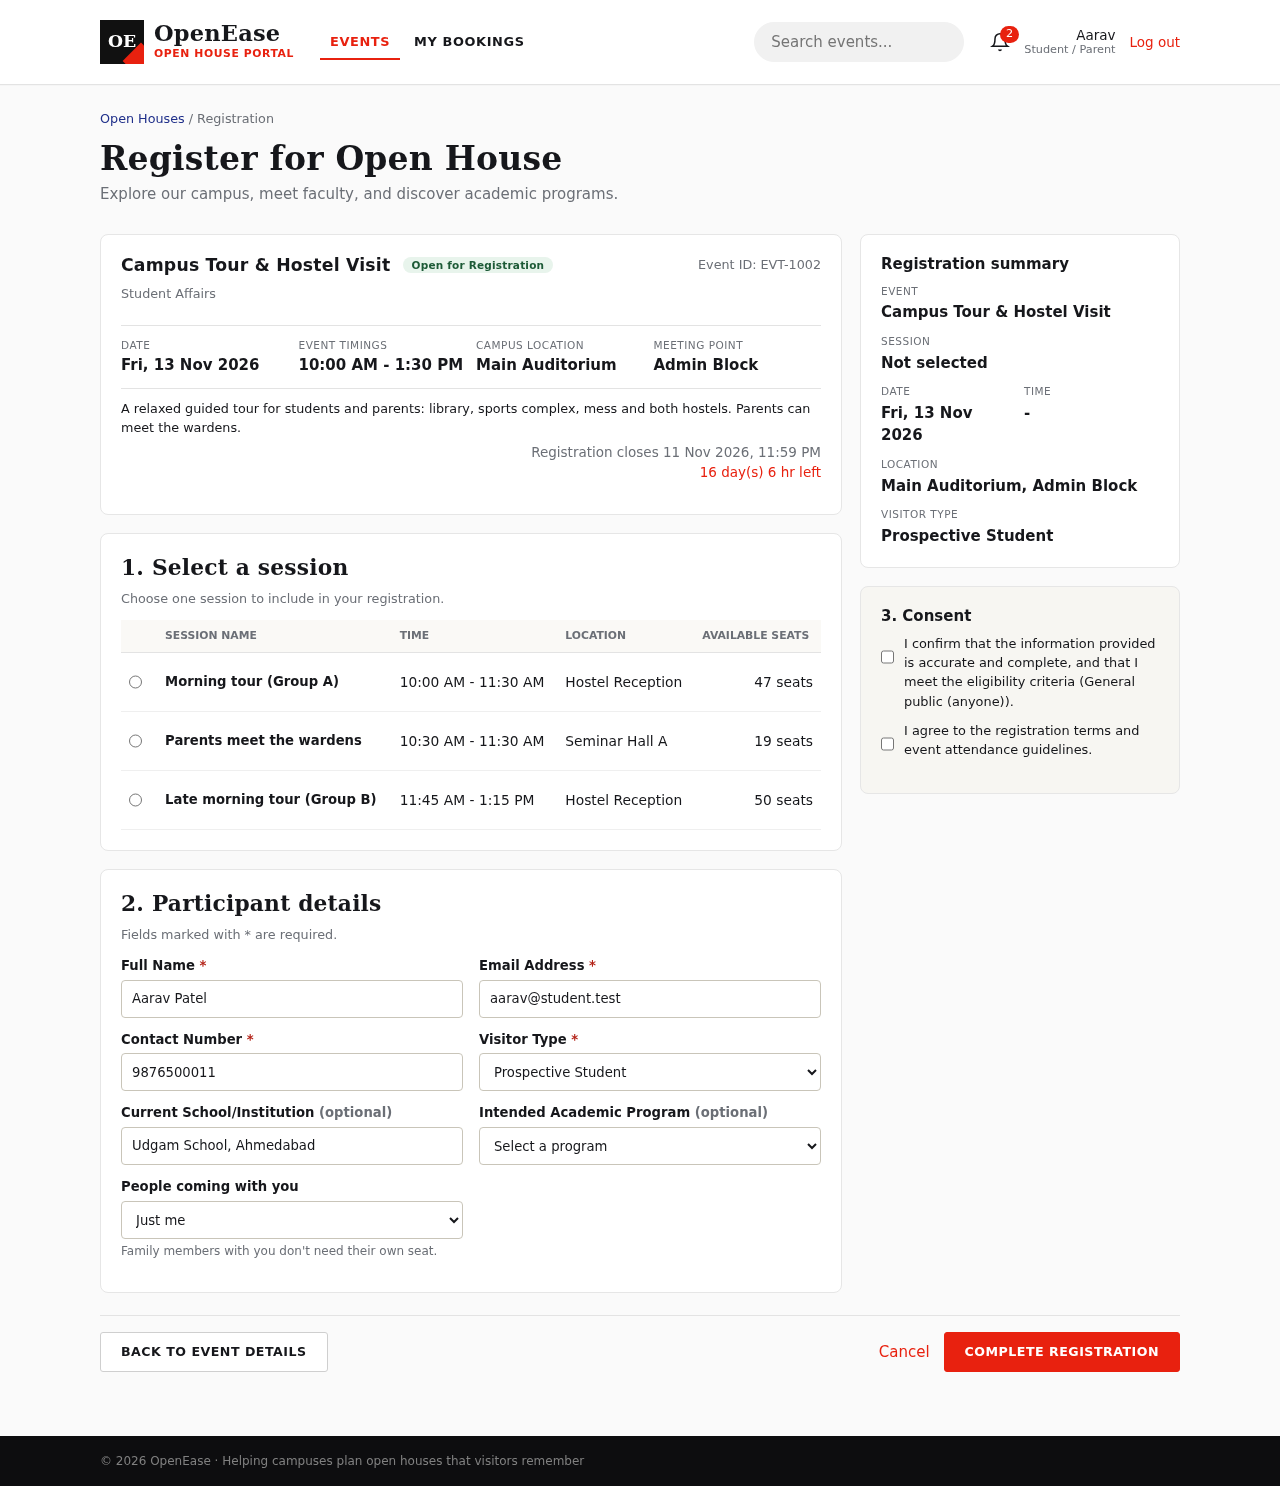 OE
OpenEase
OPEN HOUSE PORTAL
EVENTS
MY BOOKINGS
Search events...
2
Aarav
Student / Parent
Log out
Open Houses / Registration
Register for Open House
Explore our campus, meet faculty, and discover academic programs.
Campus Tour & Hostel Visit
Open for Registration
Event ID: EVT-1002
Student Affairs
DATE
Fri, 13 Nov 2026
EVENT TIMINGS
10:00 AM - 1:30 PM
CAMPUS LOCATION
Main Auditorium
MEETING POINT
Admin Block
A relaxed guided tour for students and parents: library, sports complex, mess and both hostels. Parents can
meet the wardens.
Registration closes 11 Nov 2026, 11:59 PM
16 day(s) 6 hr left
1. Select a session
Choose one session to include in your registration.
SESSION NAME TIME LOCATION AVAILABLE SEATS
Morning tour (Group A) 10:00 AM - 11:30 AM Hostel Reception 47 seats
Parents meet the wardens 10:30 AM - 11:30 AM Seminar Hall A 19 seats
Late morning tour (Group B) 11:45 AM - 1:15 PM Hostel Reception 50 seats
2. Participant details
Fields marked with * are required.
Full Name *
Aarav Patel
Email Address *
aarav@student.test
Contact Number *
9876500011
Visitor Type *
Prospective Student
Current School/Institution (optional)
Udgam School, Ahmedabad
Intended Academic Program (optional)
Select a program
People coming with you
Just me
Family members with you don't need their own seat.
Registration summary
EVENT
Campus Tour & Hostel Visit
SESSION
Not selected
DATE
Fri, 13 Nov
2026
TIME
-
LOCATION
Main Auditorium, Admin Block
VISITOR TYPE
Prospective Student
3. Consent
I confirm that the information provided
is accurate and complete, and that I
meet the eligibility criteria (General
public (anyone)).
I agree to the registration terms and
event attendance guidelines.
BACK TO EVENT DETAILS
Cancel
COMPLETE REGISTRATION
© 2026 OpenEase · Helping campuses plan open houses that visitors remember